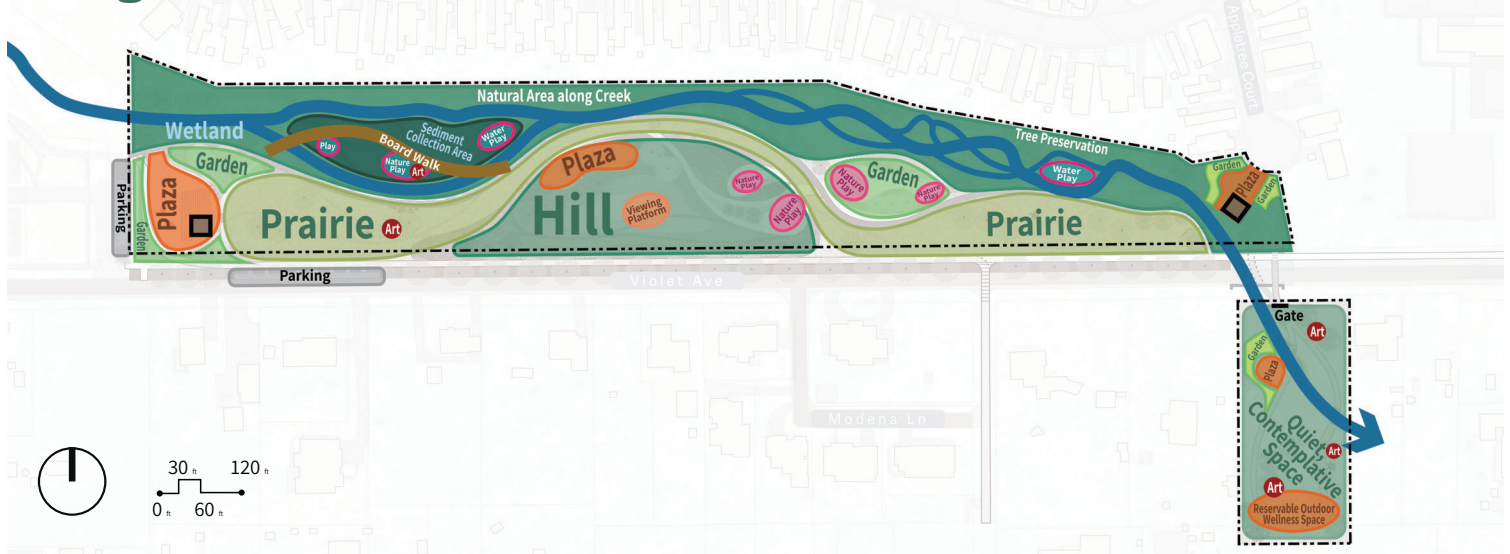 Appletree Court
Natural Area along Creek
Wetland
Sediment
Collection Area
Water
Play
Play
Board Walk
Nature
Play
Art
Tree Preservation
Garden
Plaza
Garden
Parking
Prairie
Art
Plaza
Hill
Viewing
Platform
Nature
Play
Nature
Play
Nature
Play
Garden
Nature
Play
Water
Play
Prairie
Garden
Plaza
Garden
Parking
Violet Ave
Gate
Art
Garden
Plaza
Modena Ln
Quiet,
Contemplative
Space
Art
Art
Reservable Outdoor
Wellness Space
30 ft
120 ft
0 ft
60 ft